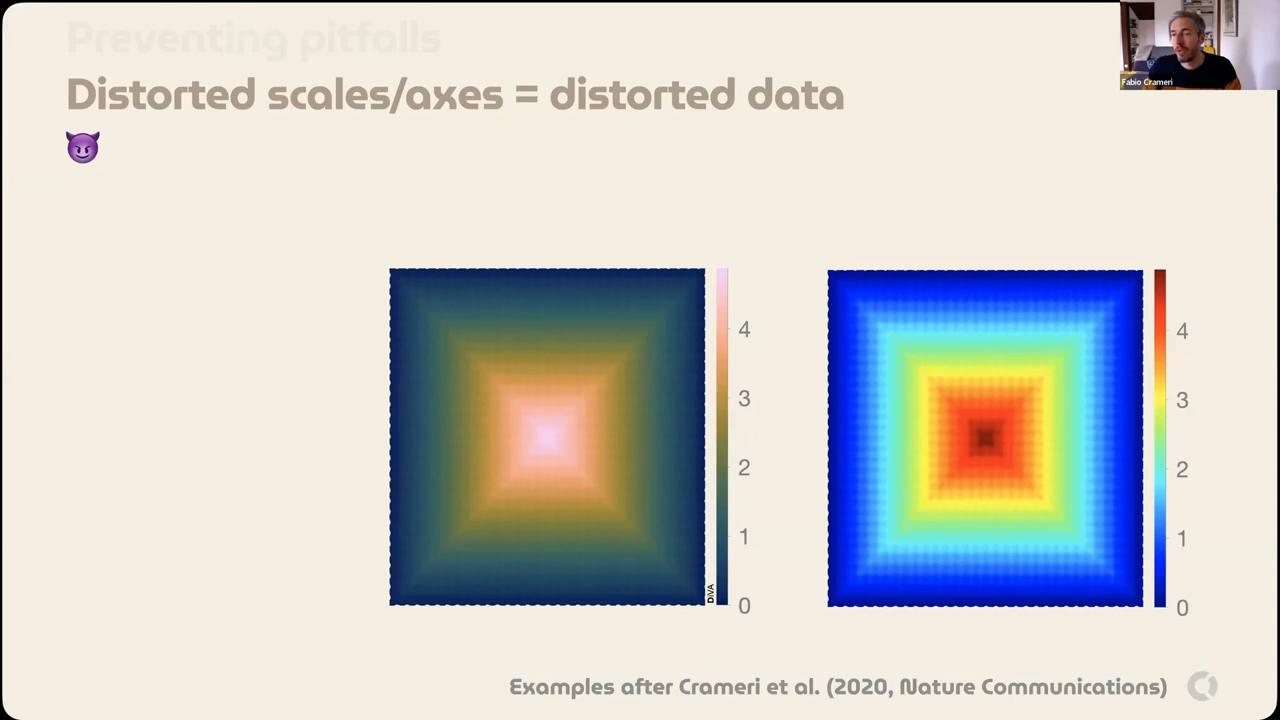 Preventing pitfalls
Distorted scales/axes = distorted data
Fabio Crameri
4
3
2
1
0
DiVA
4
3
2
1
0
Examples after Crameri et al. (2020, Nature Communications)